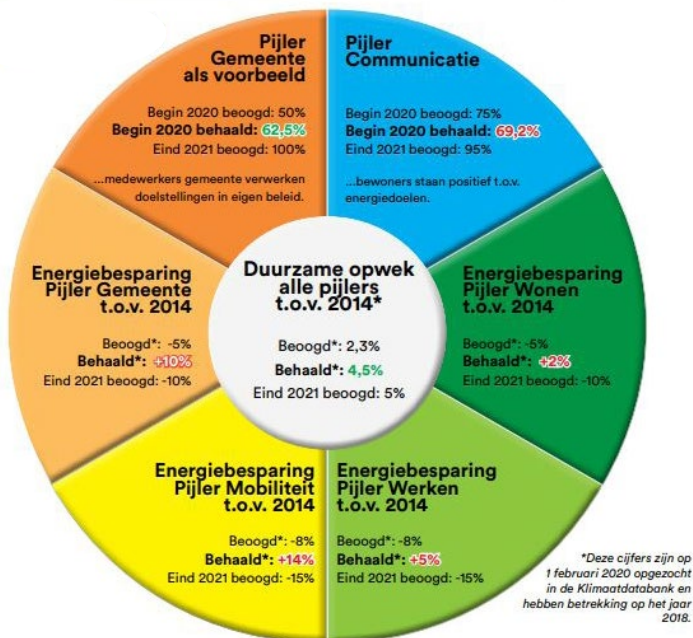 Pijler
Gemeente
als voorbeeld
Begin 2020 beoogd: 50%
Begin 2020 behaald: 62,5%
Eind 2021 beoogd: 100%
...medewerkers gemeente verwerken
doelstellingen in eigen beleid.
Pijler
Communicatie
Begin 2020 beoogd: 75%
Begin 2020 behaald: 69,2%
Eind 2021 beoogd: 95%
...bewoners staan positief t.o.v.
energiedoelen.
Energiebesparing
Pijler Gemeente
t.o.v. 2014
Beoogd*: -5%
Behaald*: +10%
Eind 2021 beoogd: -10%
Duurzame opwek
alle pijlers
t.o.v. 2014*
Beoogd*: 2,3%
Behaald*: 4,5%
Eind 2021 beoogd: 5%
Energiebesparing
Pijler Wonen
t.o.v. 2014
Beoogd*: -5%
Behaald*: +2%
Eind 2021 beoogd: -10%
Energiebesparing
Pijler Mobiliteit
t.o.v. 2014
Beoogd*: -8%
Behaald*: +14%
Eind 2021 beoogd: -15%
Energiebesparing
Pijler Werken
t.o.v. 2014
Beoogd*: -8%
Behaald*: +5%
Eind 2021 beoogd: -15%
*Deze cijfers zijn op
1 februari 2020 opgezocht
in de Klimaatdatabank en
hebben betrekking op het jaar
2018.